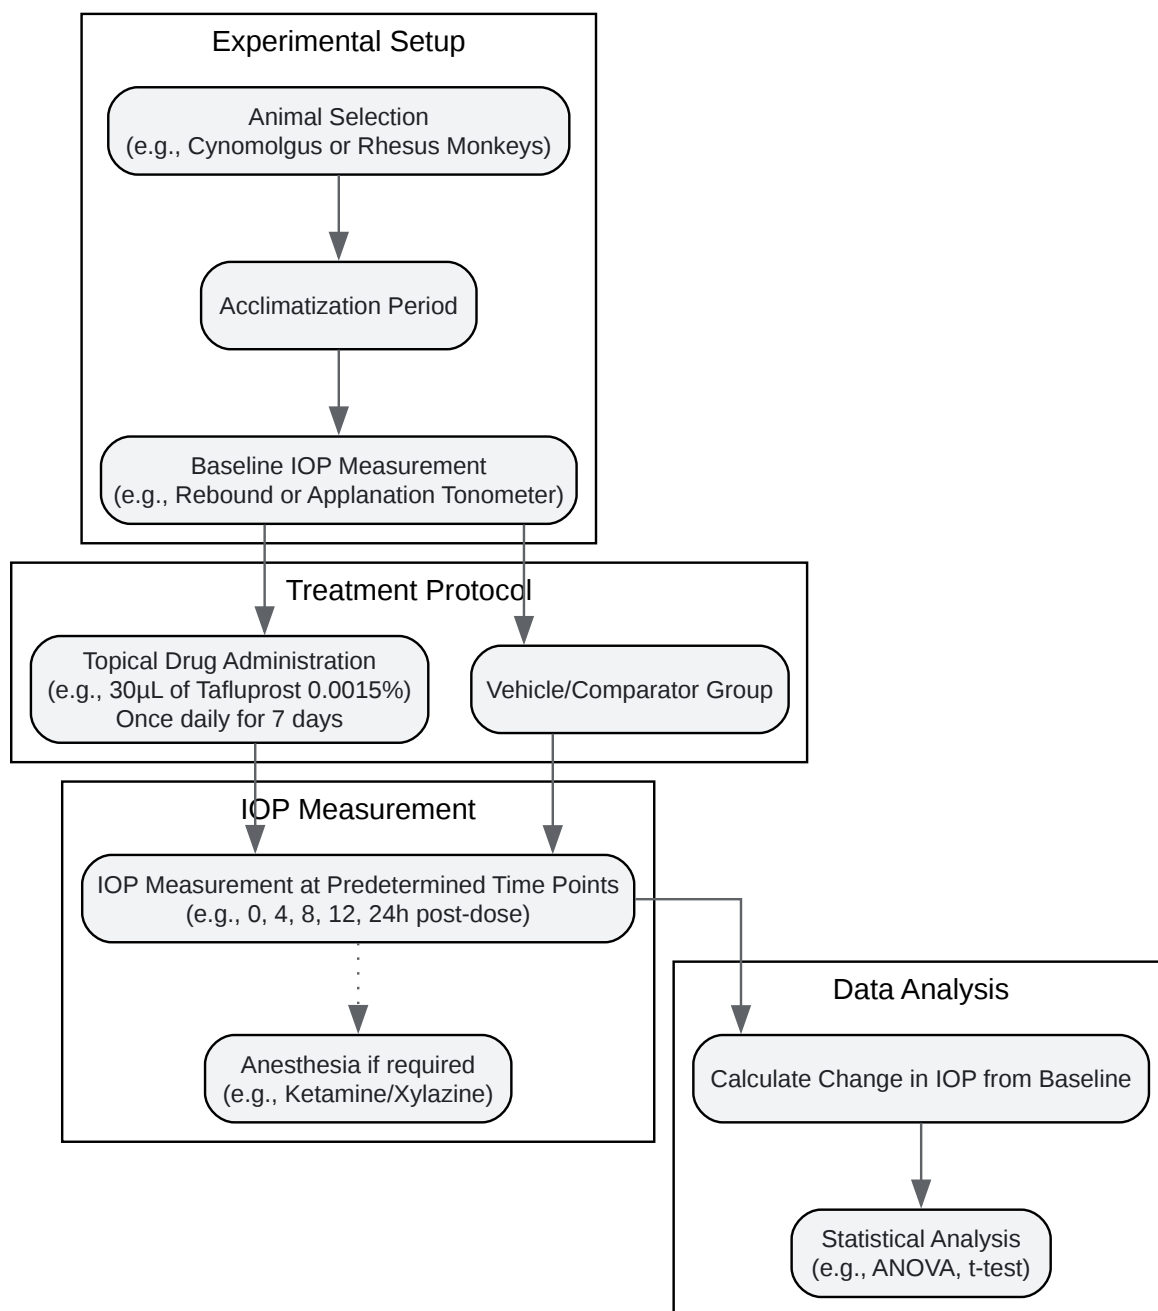 Experimental Setup
Animal Selection
(e.g., Cynomolgus or Rhesus Monkeys)
Acclimatization Period
Baseline IOP Measurement
(e.g., Rebound or Applanation Tonometer)
Treatment Protocol
Topical Drug Administration
(e.g., 30µL of Tafluprost 0.0015%)
Once daily for 7 days
Vehicle/Comparator Group
IOP Measurement
IOP Measurement at Predetermined Time Points
(e.g., 0, 4, 8, 12, 24h post-dose)
Anesthesia if required
(e.g., Ketamine/Xylazine)
Data Analysis
Calculate Change in IOP from Baseline
Statistical Analysis
(e.g., ANOVA, t-test)